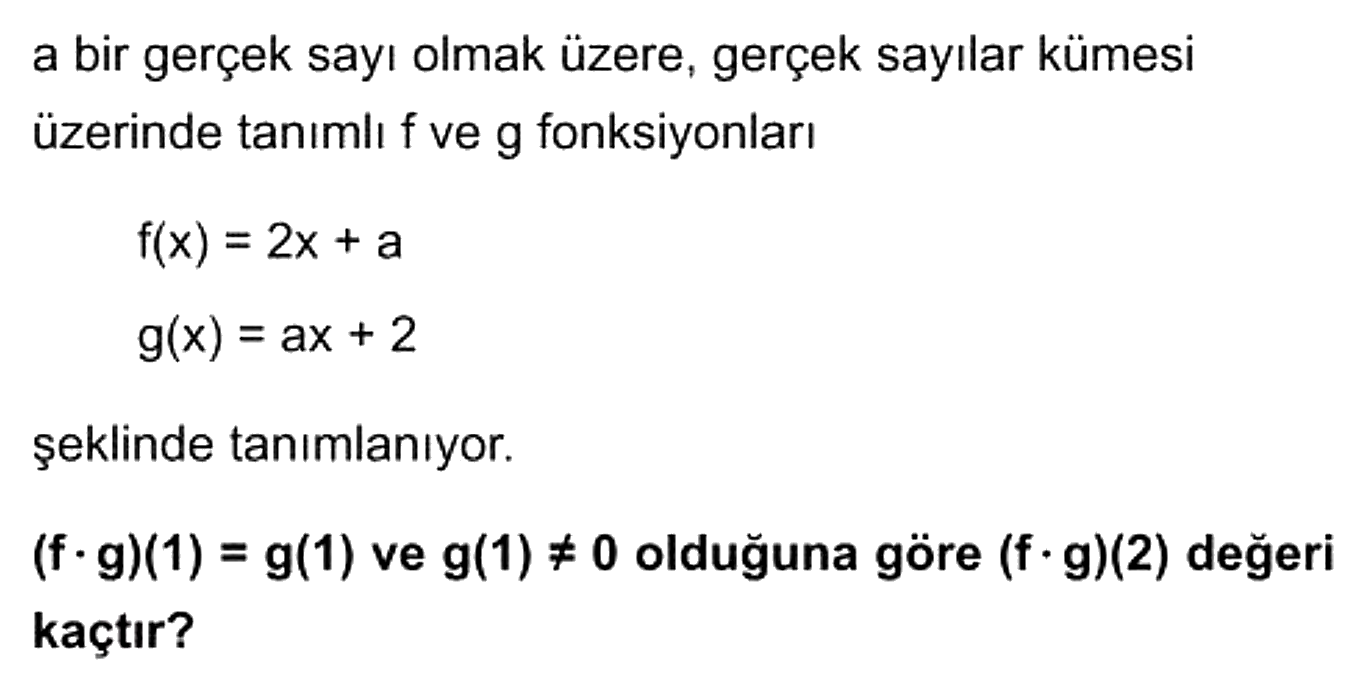 a bir gerçek sayı olmak üzere, gerçek sayılar kümesi
üzerinde tanımlı f ve g fonksiyonları
f(x) = 2x + a
g(x) = ax + 2
şeklinde tanımlanıyor.
(f · g)(1) = g(1) ve g(1) ≠ 0 olduğuna göre (f · g)(2) değeri
kaçtır?